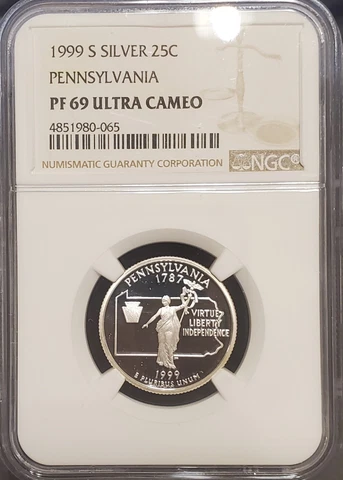 1999 S SILVER 25C
PENNSYLVANIA
PF 69 ULTRA CAMEO
4851980-065
NUMISMATIC GUARANTY CORPORATION
NGC
PENNSYLVANIA
1787
VIRTUE
LIBERTY
INDEPENDENCE
1999
E PLURIBUS UNUM